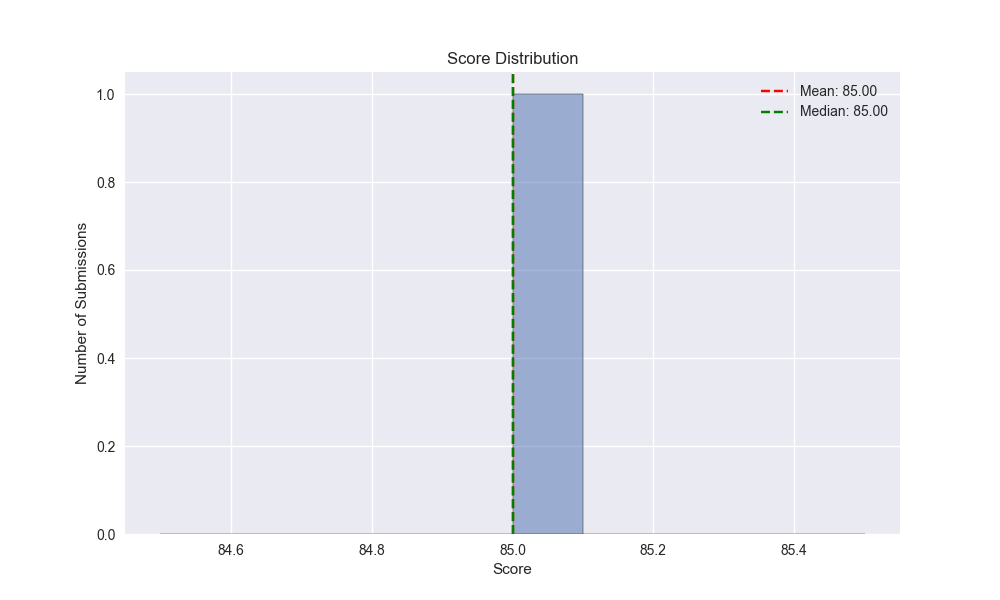 Score Distribution
Mean: 85.00
Median: 85.00
Number of Submissions
1.0
0.8
0.6
0.4
0.2
0.0
84.6 84.8 85.0 85.2 85.4
Score